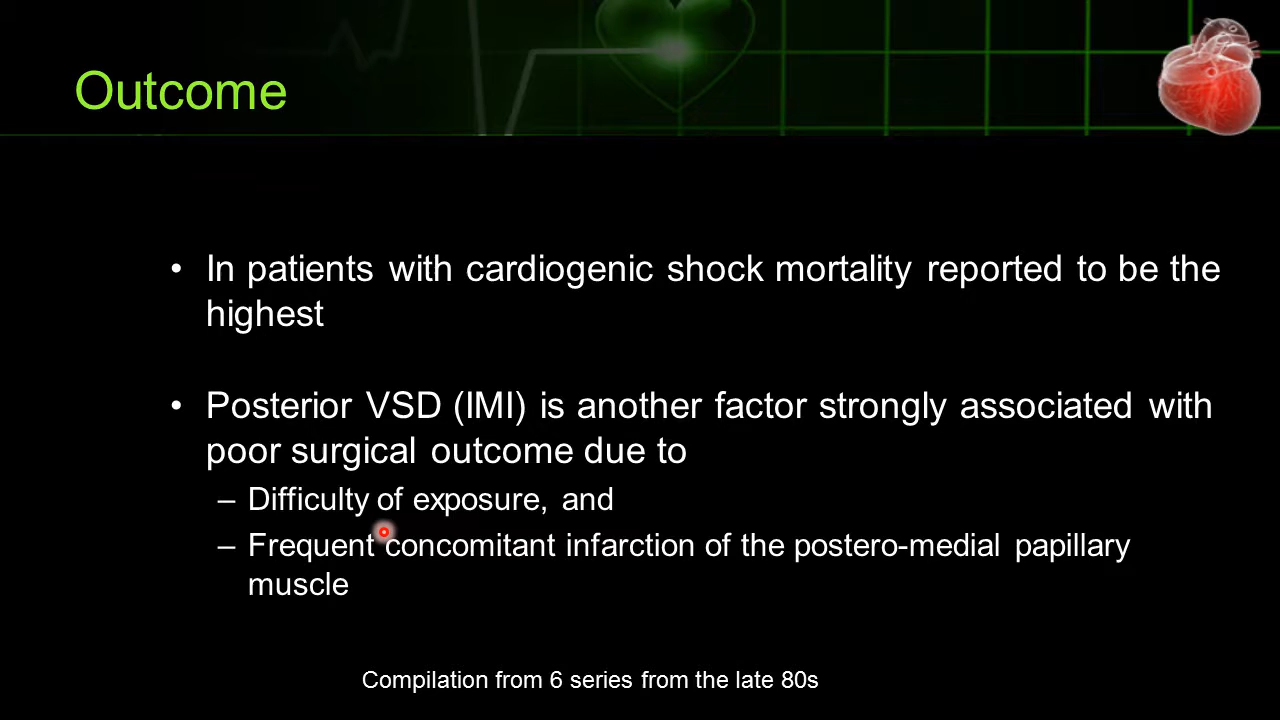 Outcome
• In patients with cardiogenic shock mortality reported to be the
highest
• Posterior VSD (IMI) is another factor strongly associated with
poor surgical outcome due to
– Difficulty of exposure, and
– Frequent concomitant infarction of the postero-medial papillary
muscle
Compilation from 6 series from the late 80s